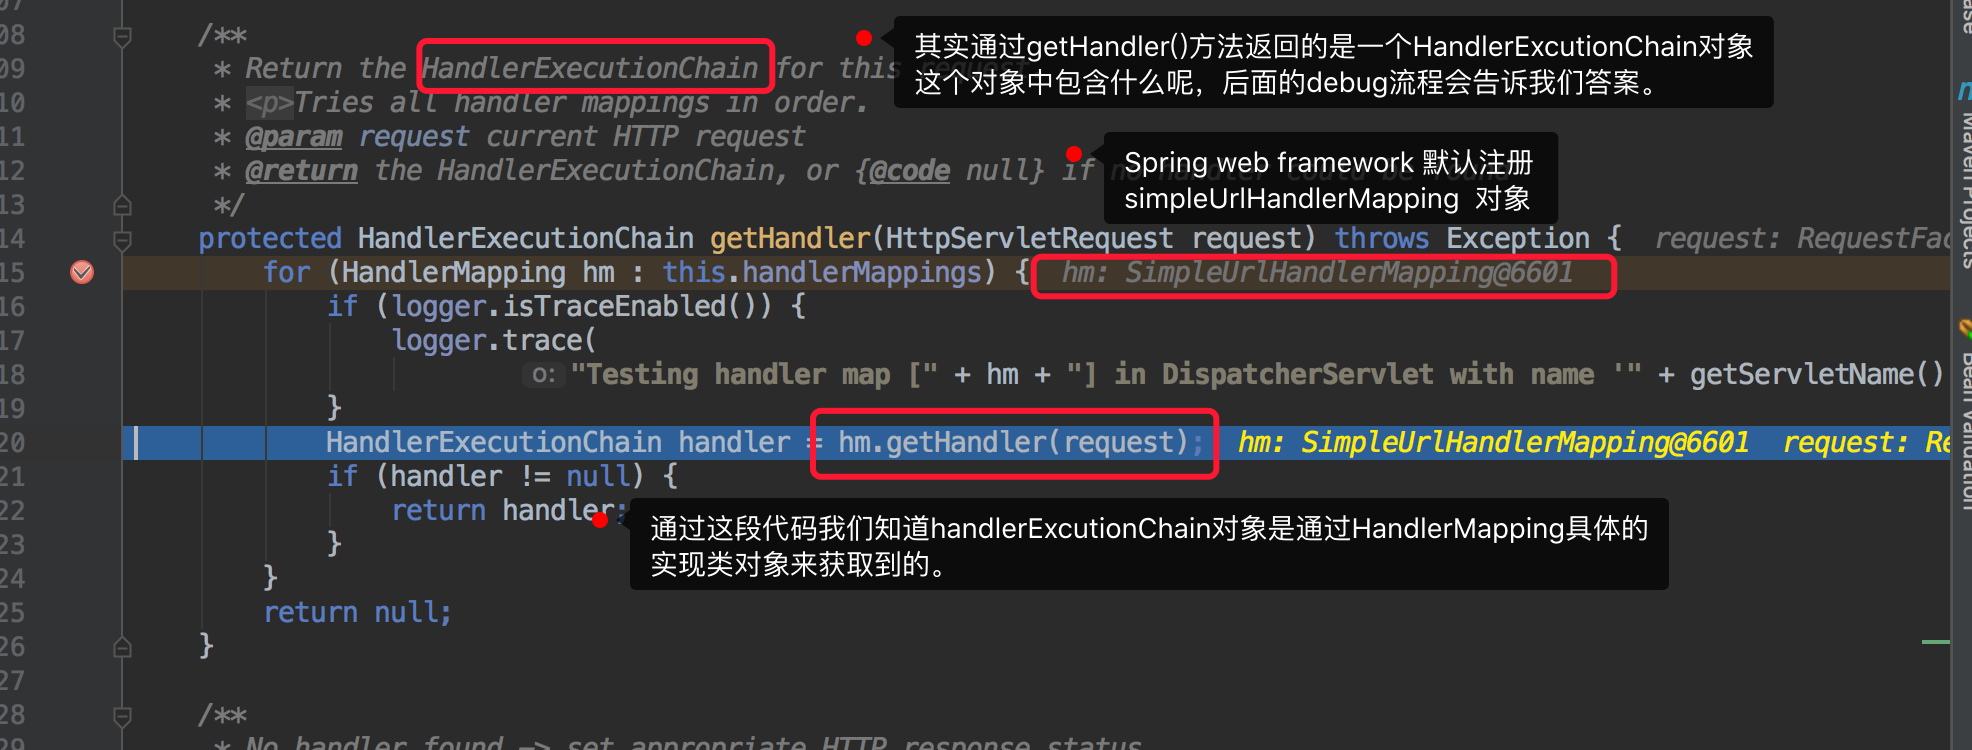 07
08 /**
其实通过getHandler()方法返回的是一个HandlerExcutionChain对象
这个对象中包含什么呢，后面的debug流程会告诉我们答案。
09 * Return the HandlerExecutionChain for this request
10 * <p>Tries all handler mappings in order.
11 * @param request current HTTP request
12 * @return the HandlerExecutionChain, or {@code null} if no handler could be found
Spring web framework 默认注册
simpleUrlHandlerMapping 对象
13 */
14 protected HandlerExecutionChain getHandler(HttpServletRequest request) throws Exception { request: RequestFac
15 for (HandlerMapping hm : this.handlerMappings) { hm: SimpleUrlHandlerMapping@6601
16 if (logger.isTraceEnabled()) {
17 logger.trace(
18 o: "Testing handler map [" + hm + "] in DispatcherServlet with name '" + getServletName()
19 }
20 HandlerExecutionChain handler = hm.getHandler(request); hm: SimpleUrlHandlerMapping@6601 request: Re
21 if (handler != null) {
22 return handler;
通过这段代码我们知道handlerExcutionChain对象是通过HandlerMapping具体的
实现类对象来获取到的。
23 }
24 }
25 return null;
26 }
27
28 /**
29 * No handler found -> set appropriate HTTP response status.
ase
Maven Projects
Bean Validation